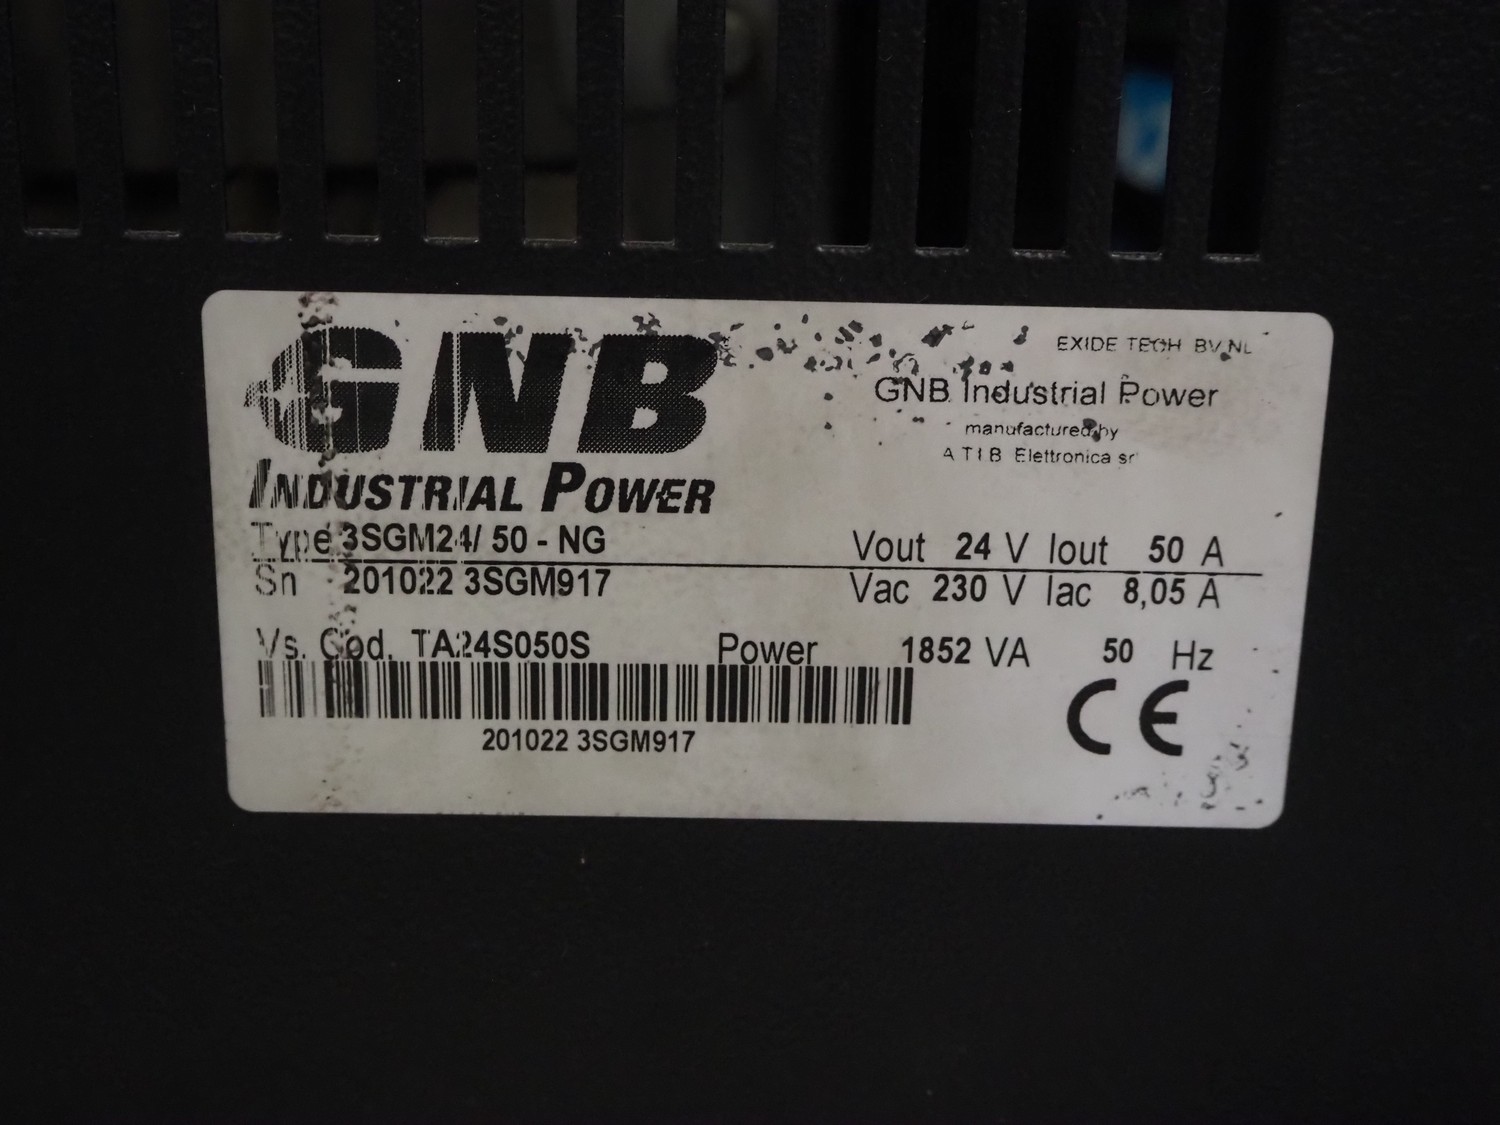 GNB
INDUSTRIAL POWER
EXIDE TECH BV, NL
GNB Industrial Power
manufactured by
ATIB Elettronica srl
Type 3SGM24/ 50 - NG
Vout 24 V Iout 50 A
Sn 201022 3SGM917
Vac 230 V Iac 8,05 A
Vs. Cod. TA24S050S
Power 1852 VA 50 Hz
201022 3SGM917
CE